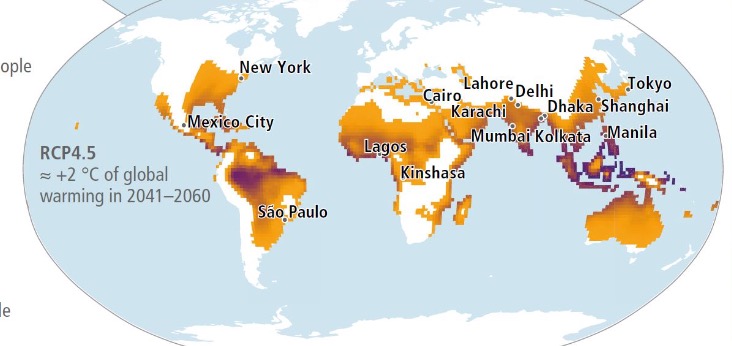 ople
New York
Tokyo
Lahore
Delhi
Cairo
Karachi
Dhaka
Shanghai
Mexico City
Mumbai
Kolkata
Manila
Lagos
RCP4.5
≈ +2 °C of global
warming in 2041–2060
Kinshasa
São Paulo
le